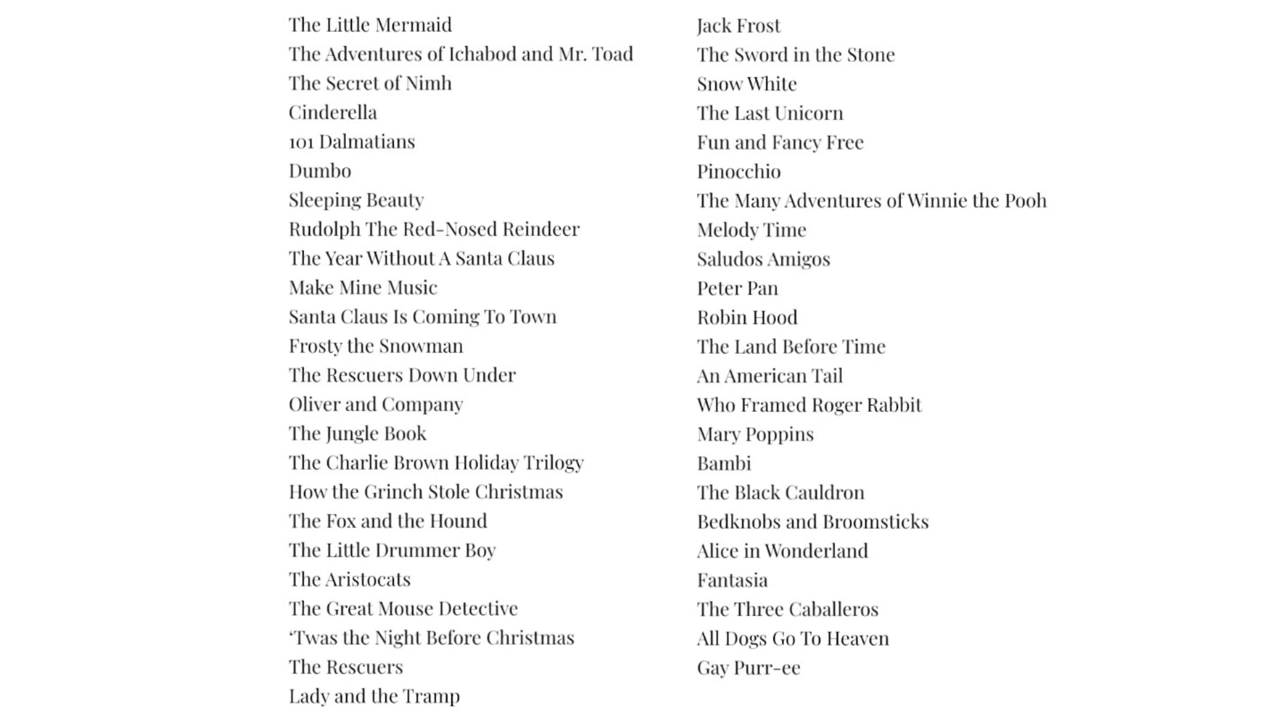 The Little Mermaid
The Adventures of Ichabod and Mr. Toad
The Secret of Nimh
Cinderella
101 Dalmatians
Dumbo
Sleeping Beauty
Rudolph The Red-Nosed Reindeer
The Year Without A Santa Claus
Make Mine Music
Santa Claus Is Coming To Town
Frosty the Snowman
The Rescuers Down Under
Oliver and Company
The Jungle Book
The Charlie Brown Holiday Trilogy
How the Grinch Stole Christmas
The Fox and the Hound
The Little Drummer Boy
The Aristocats
The Great Mouse Detective
‘Twas the Night Before Christmas
The Rescuers
Lady and the Tramp
Jack Frost
The Sword in the Stone
Snow White
The Last Unicorn
Fun and Fancy Free
Pinocchio
The Many Adventures of Winnie the Pooh
Melody Time
Saludos Amigos
Peter Pan
Robin Hood
The Land Before Time
An American Tail
Who Framed Roger Rabbit
Mary Poppins
Bambi
The Black Cauldron
Bedknobs and Broomsticks
Alice in Wonderland
Fantasia
The Three Caballeros
All Dogs Go To Heaven
Gay Purr-ee